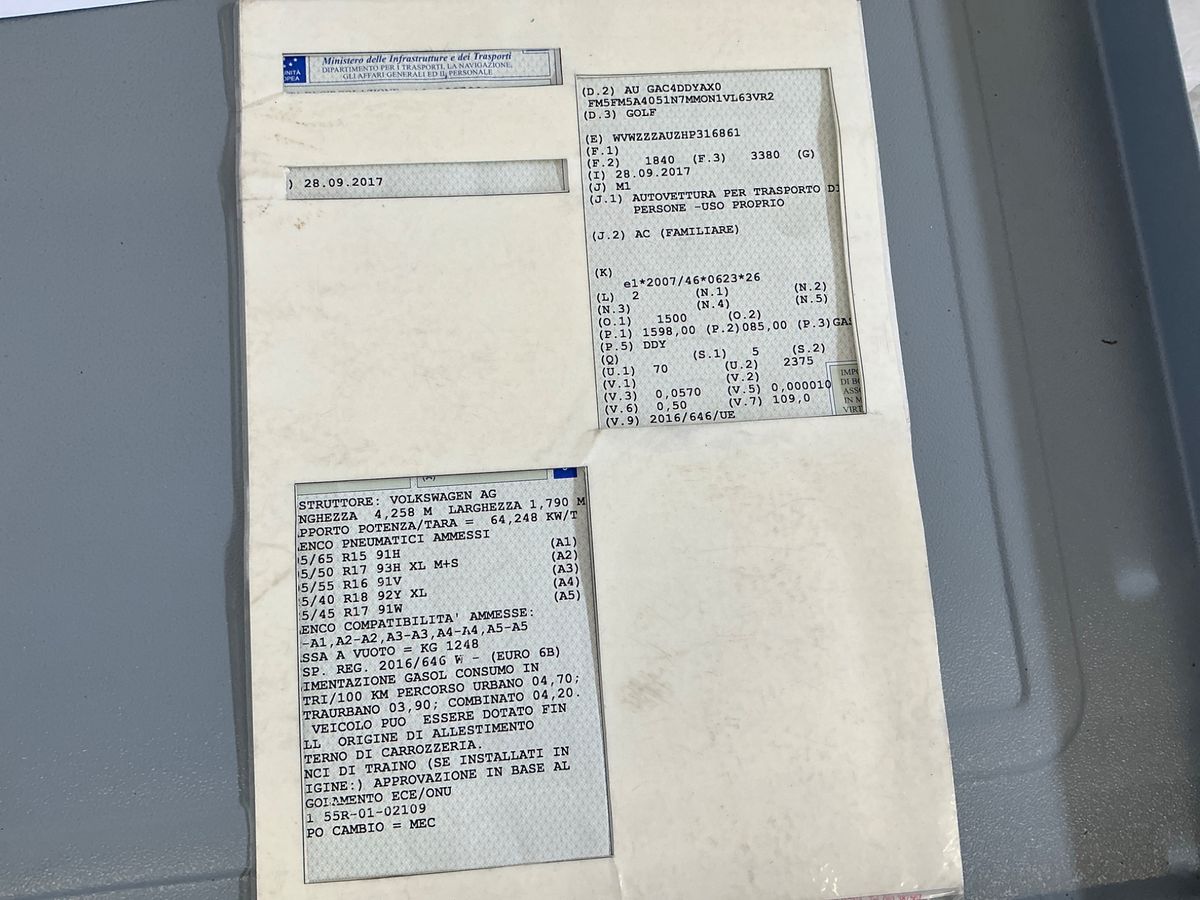 UNITÀ
OPEA
Ministero delle Infrastrutture e dei Trasporti
DIPARTIMENTO PER I TRASPORTI, LA NAVIGAZIONE,
GLI AFFARI GENERALI ED IL PERSONALE
) 28.09.2017
(D.2) AU GAC4DDYAX0
FM5FM5A4051N7MMON1VL63VR2
(D.3) GOLF
(E) WVWZZZAUZHP316861
(F.1)
(F.2) 1840 (F.3) 3380 (G)
(I) 28.09.2017
(J) M1
(J.1) AUTOVETTURA PER TRASPORTO DI
PERSONE -USO PROPRIO
(J.2) AC (FAMILIARE)
(K)
e1*2007/46*0623*26
(L) 2 (N.1) (N.2)
(N.3) (N.4) (N.5)
(O.1) 1500 (O.2)
(P.1) 1598,00 (P.2)085,00 (P.3)GAS
(P.5) DDY
(Q) (S.1) 5 (S.2)
(U.1) 70 (U.2) 2375
(V.1) (V.2)
(V.3) 0,0570 (V.5) 0,000010
(V.6) 0,50 (V.7) 109,0
(V.9) 2016/646/UE
IMPO
DI BO
ASSO
IN M
VIRT
STRUTTORE: VOLKSWAGEN AG
NGHEZZA 4,258 M LARGHEZZA 1,790 M
PPORTO POTENZA/TARA = 64,248 KW/T
ENCO PNEUMATICI AMMESSI
5/65 R15 91H (A1)
5/50 R17 93H XL M+S (A2)
5/55 R16 91V (A3)
5/40 R18 92Y XL (A4)
5/45 R17 91W (A5)
ENCO COMPATIBILITA' AMMESSE:
-A1,A2-A2,A3-A3,A4-A4,A5-A5
SSA A VUOTO = KG 1248
SP. REG. 2016/646 W - (EURO 6B)
IMENTAZIONE GASOL CONSUMO IN
TRI/100 KM PERCORSO URBANO 04,70;
TRAURBANO 03,90; COMBINATO 04,20.
VEICOLO PUO ESSERE DOTATO FIN
LL ORIGINE DI ALLESTIMENTO
TERNO DI CARROZZERIA.
NCI DI TRAINO (SE INSTALLATI IN
IGINE:) APPROVAZIONE IN BASE AL
GOLAMENTO ECE/ONU
1 55R-01-02109
PO CAMBIO = MEC